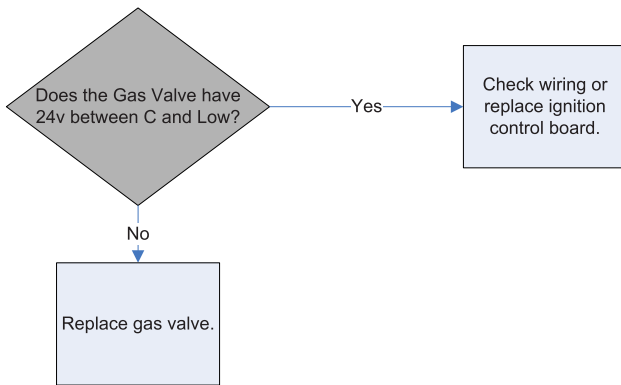 Does the Gas Valve have
24v between C and Low?
Yes
Check wiring or
replace ignition
control board.
No
Replace gas valve.